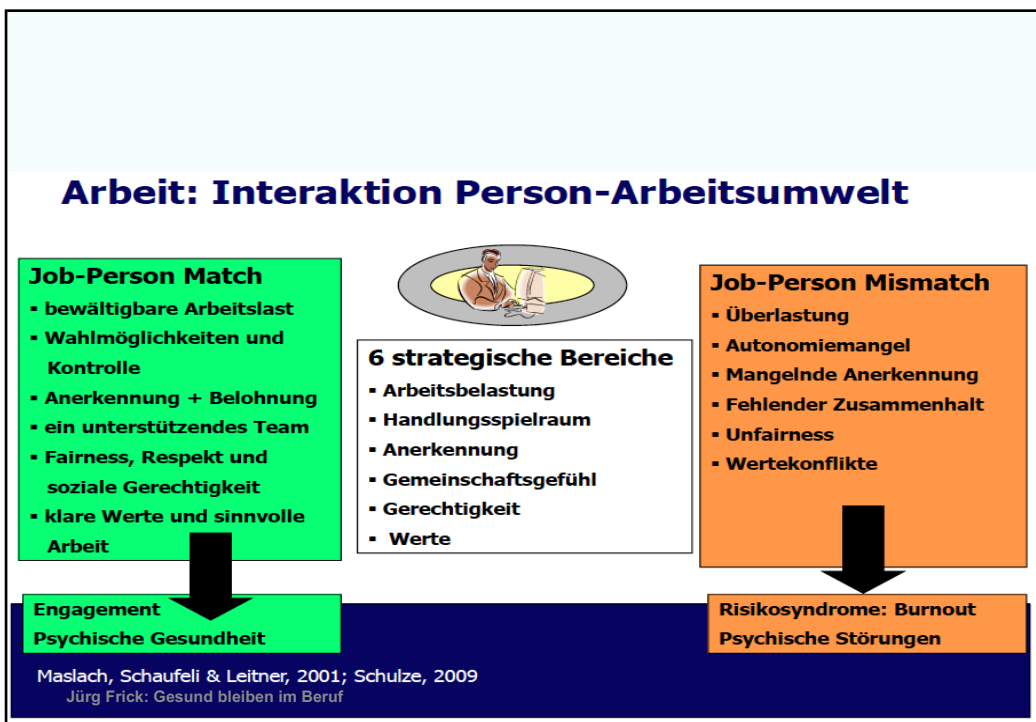 Arbeit: Interaktion Person-Arbeitsumwelt
Job-Person Match
▪ bewältigbare Arbeitslast
▪ Wahlmöglichkeiten und
Kontrolle
▪ Anerkennung + Belohnung
▪ ein unterstützendes Team
▪ Fairness, Respekt und
soziale Gerechtigkeit
▪ klare Werte und sinnvolle
Arbeit
Engagement
Psychische Gesundheit
6 strategische Bereiche
▪ Arbeitsbelastung
▪ Handlungsspielraum
▪ Anerkennung
▪ Gemeinschaftsgefühl
▪ Gerechtigkeit
▪ Werte
Job-Person Mismatch
▪ Überlastung
▪ Autonomiemangel
▪ Mangelnde Anerkennung
▪ Fehlender Zusammenhalt
▪ Unfairness
▪ Wertekonflikte
Risikosyndrome: Burnout
Psychische Störungen
Maslach, Schaufeli & Leitner, 2001; Schulze, 2009
Jürg Frick: Gesund bleiben im Beruf